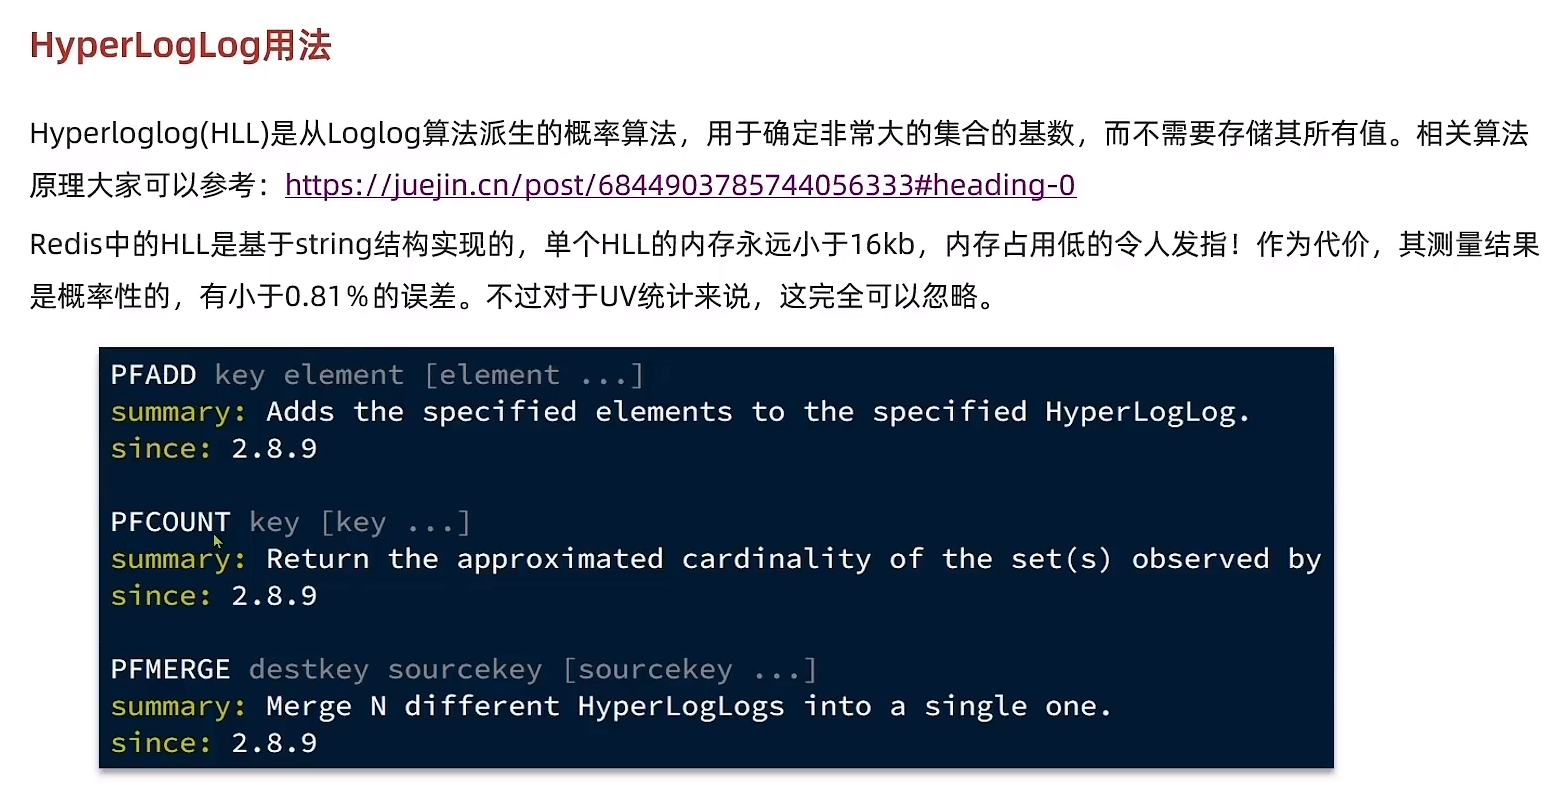 HyperLogLog用法
Hyperloglog(HLL)是从Loglog算法派生的概率算法，用于确定非常大的集合的基数，而不需要存储其所有值。相关算法
原理大家可以参考：https://juejin.cn/post/6844903785744056333#heading-0
Redis中的HLL是基于string结构实现的，单个HLL的内存永远小于16kb，内存占用低的令人发指！作为代价，其测量结果
是概率性的，有小于0.81％的误差。不过对于UV统计来说，这完全可以忽略。
PFADD key element [element ...]
summary: Adds the specified elements to the specified HyperLogLog.
since: 2.8.9
PFCOUNT key [key ...]
summary: Return the approximated cardinality of the set(s) observed by
since: 2.8.9
PFMERGE destkey sourcekey [sourcekey ...]
summary: Merge N different HyperLogLogs into a single one.
since: 2.8.9